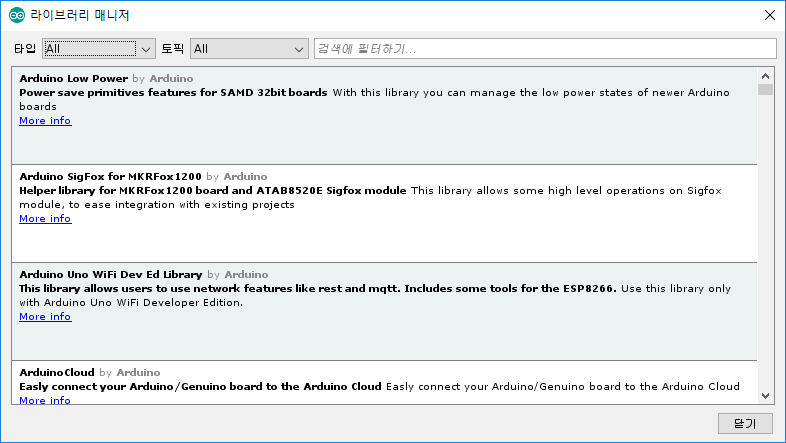 라이브러리 매니저
타입 All 토픽 All 검색에 필터하기...
Arduino Low Power by Arduino
Power save primitives features for SAMD 32bit boards With this library you can manage the low power states of newer Arduino
boards
More info
Arduino SigFox for MKRFox1200 by Arduino
Helper library for MKRFox1200 board and ATAB8520E Sigfox module This library allows some high level operations on Sigfox
module, to ease integration with existing projects
More info
Arduino Uno WiFi Dev Ed Library by Arduino
This library allows users to use network features like rest and mqtt. Includes some tools for the ESP8266. Use this library only
with Arduino Uno WiFi Developer Edition.
More info
ArduinoCloud by Arduino
Easly connect your Arduino/Genuino board to the Arduino Cloud Easly connect your Arduino/Genuino board to the Arduino Cloud
More info
닫기